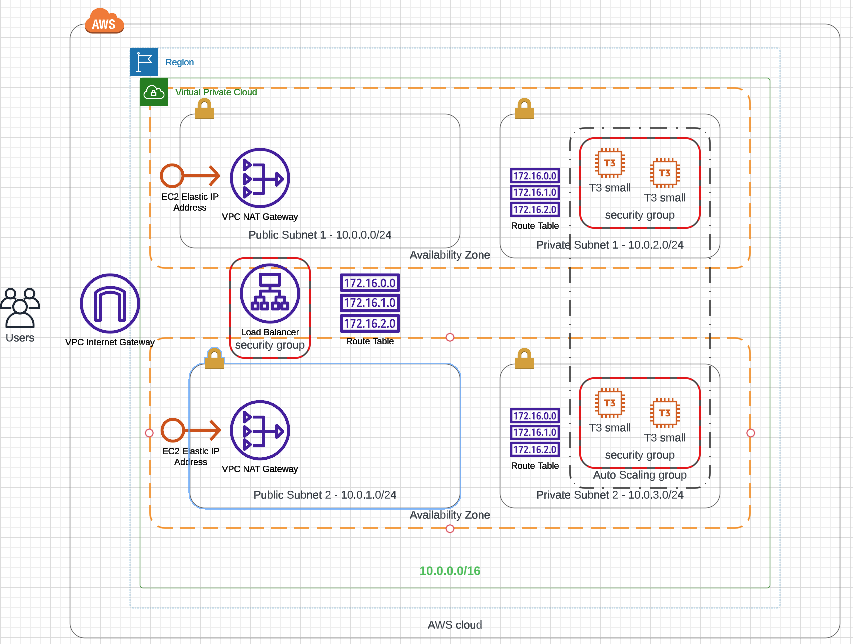 AWS
Region
Virtual Private Cloud
EC2 Elastic IP
Address
VPC NAT Gateway
Public Subnet 1 - 10.0.0.0/24
172.16.0.0
172.16.1.0
172.16.2.0
Route Table
T3
T3 small
T3
T3 small
security group
Private Subnet 1 - 10.0.2.0/24
Availability Zone
Users
VPC Internet Gateway
Load Balancer
security group
172.16.0.0
172.16.1.0
172.16.2.0
Route Table
EC2 Elastic IP
Address
VPC NAT Gateway
Public Subnet 2 - 10.0.1.0/24
172.16.0.0
172.16.1.0
172.16.2.0
Route Table
T3
T3 small
T3
T3 small
security group
Auto Scaling group
Private Subnet 2 - 10.0.3.0/24
Availability Zone
10.0.0.0/16
AWS cloud